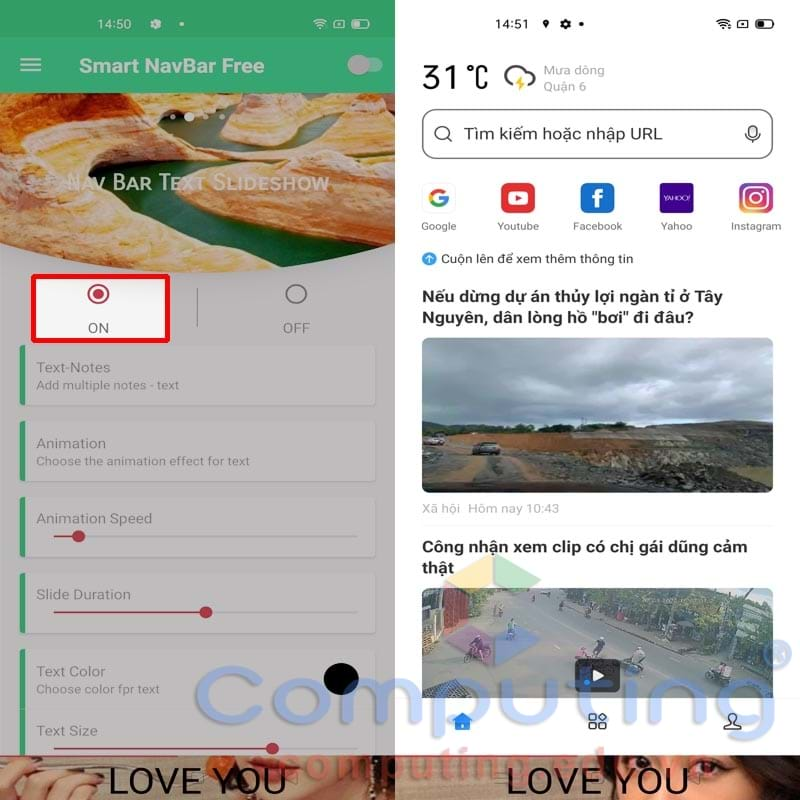 14:50
Smart NavBar Free
Nav Bar Text Slideshow
ON
OFF
Text-Notes
Add multiple notes - text
Animation
Choose the animation effect for text
Animation Speed
Slide Duration
Text Color
Choose color fpr text
Text Size
LOVE YOU
14:51
31 °C
Mưa dông
Quận 6
Tìm kiếm hoặc nhập URL
Google
Youtube
Facebook
YAHOO!
Yahoo
Instagram
Cuộn lên để xem thêm thông tin
Nếu dừng dự án thủy lợi ngàn tỉ ở Tây
Nguyên, dân lòng hồ "bơi" đi đâu?
Xã hội Hôm nay 10:43
Công nhận xem clip có chị gái dũng cảm
thật
LOVE YOU
Computing®